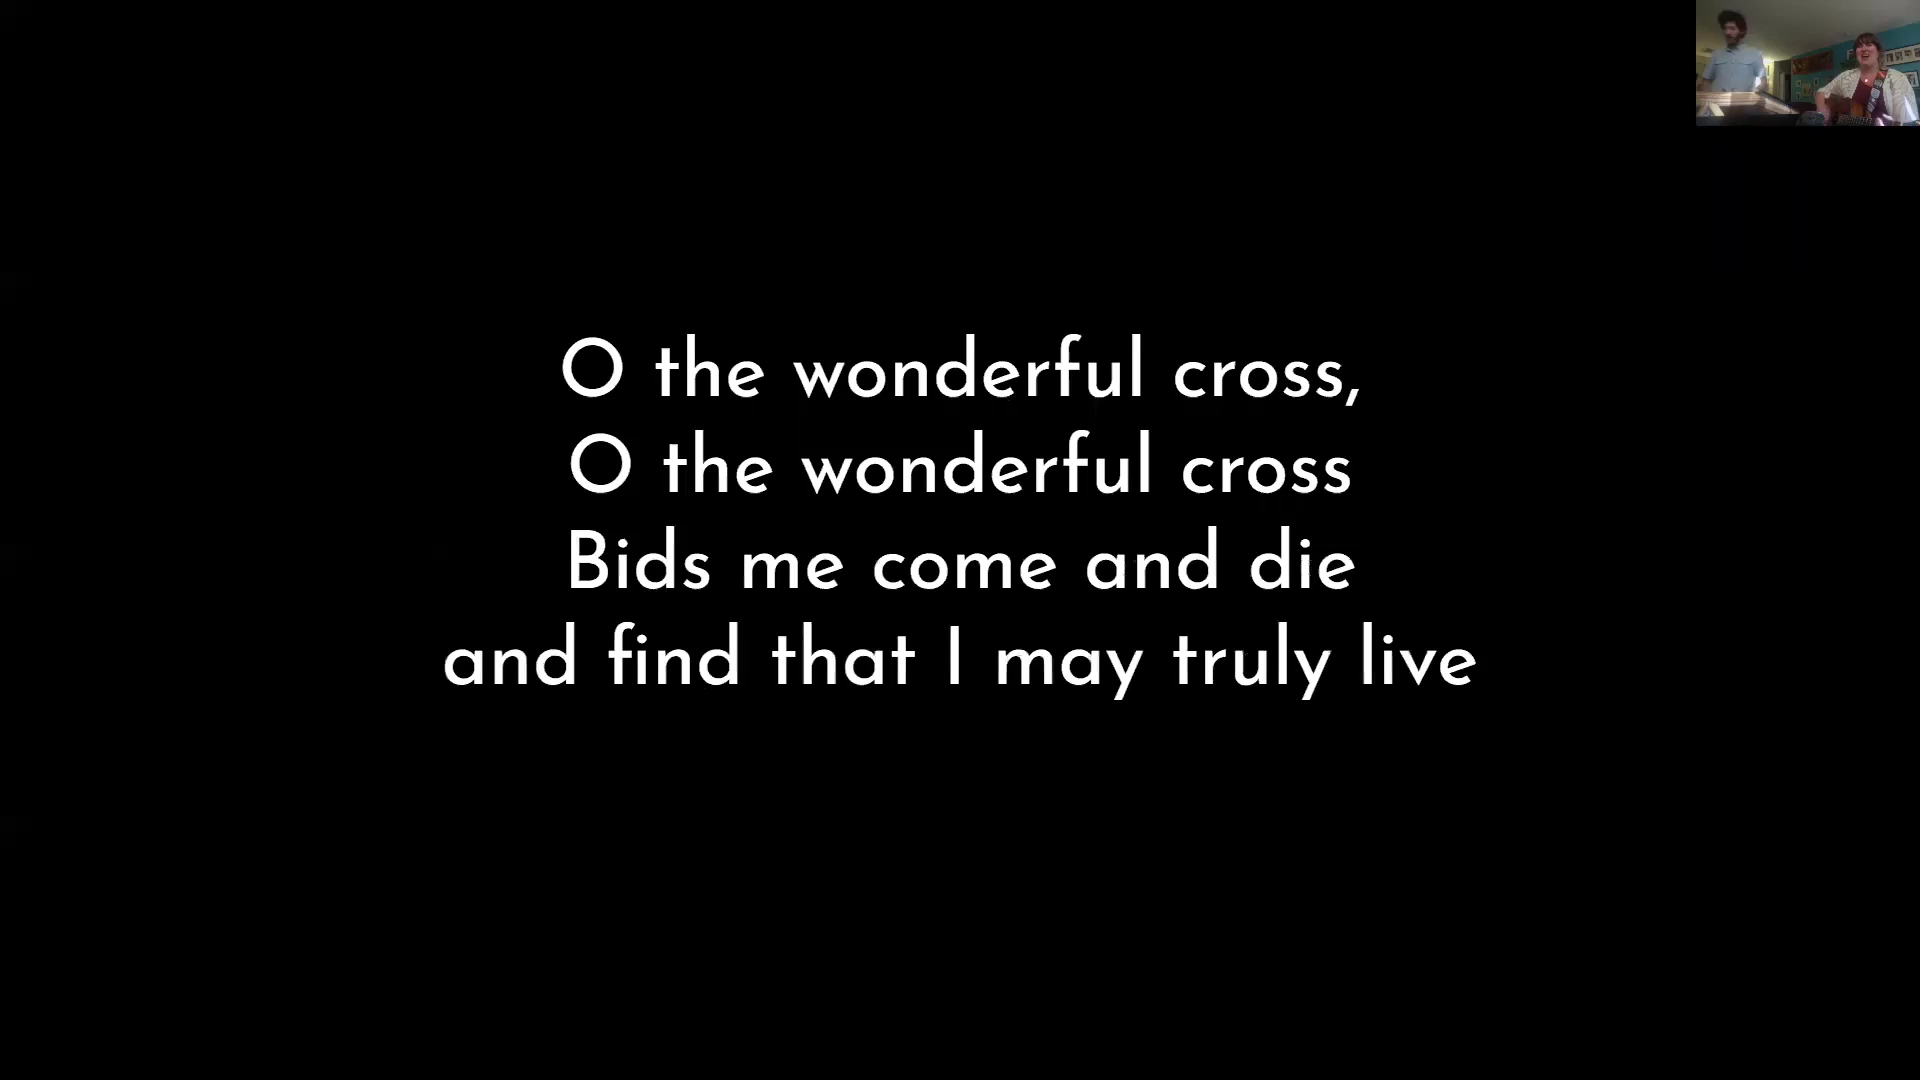 O the wonderful cross,
O the wonderful cross
Bids me come and die
and find that I may truly live